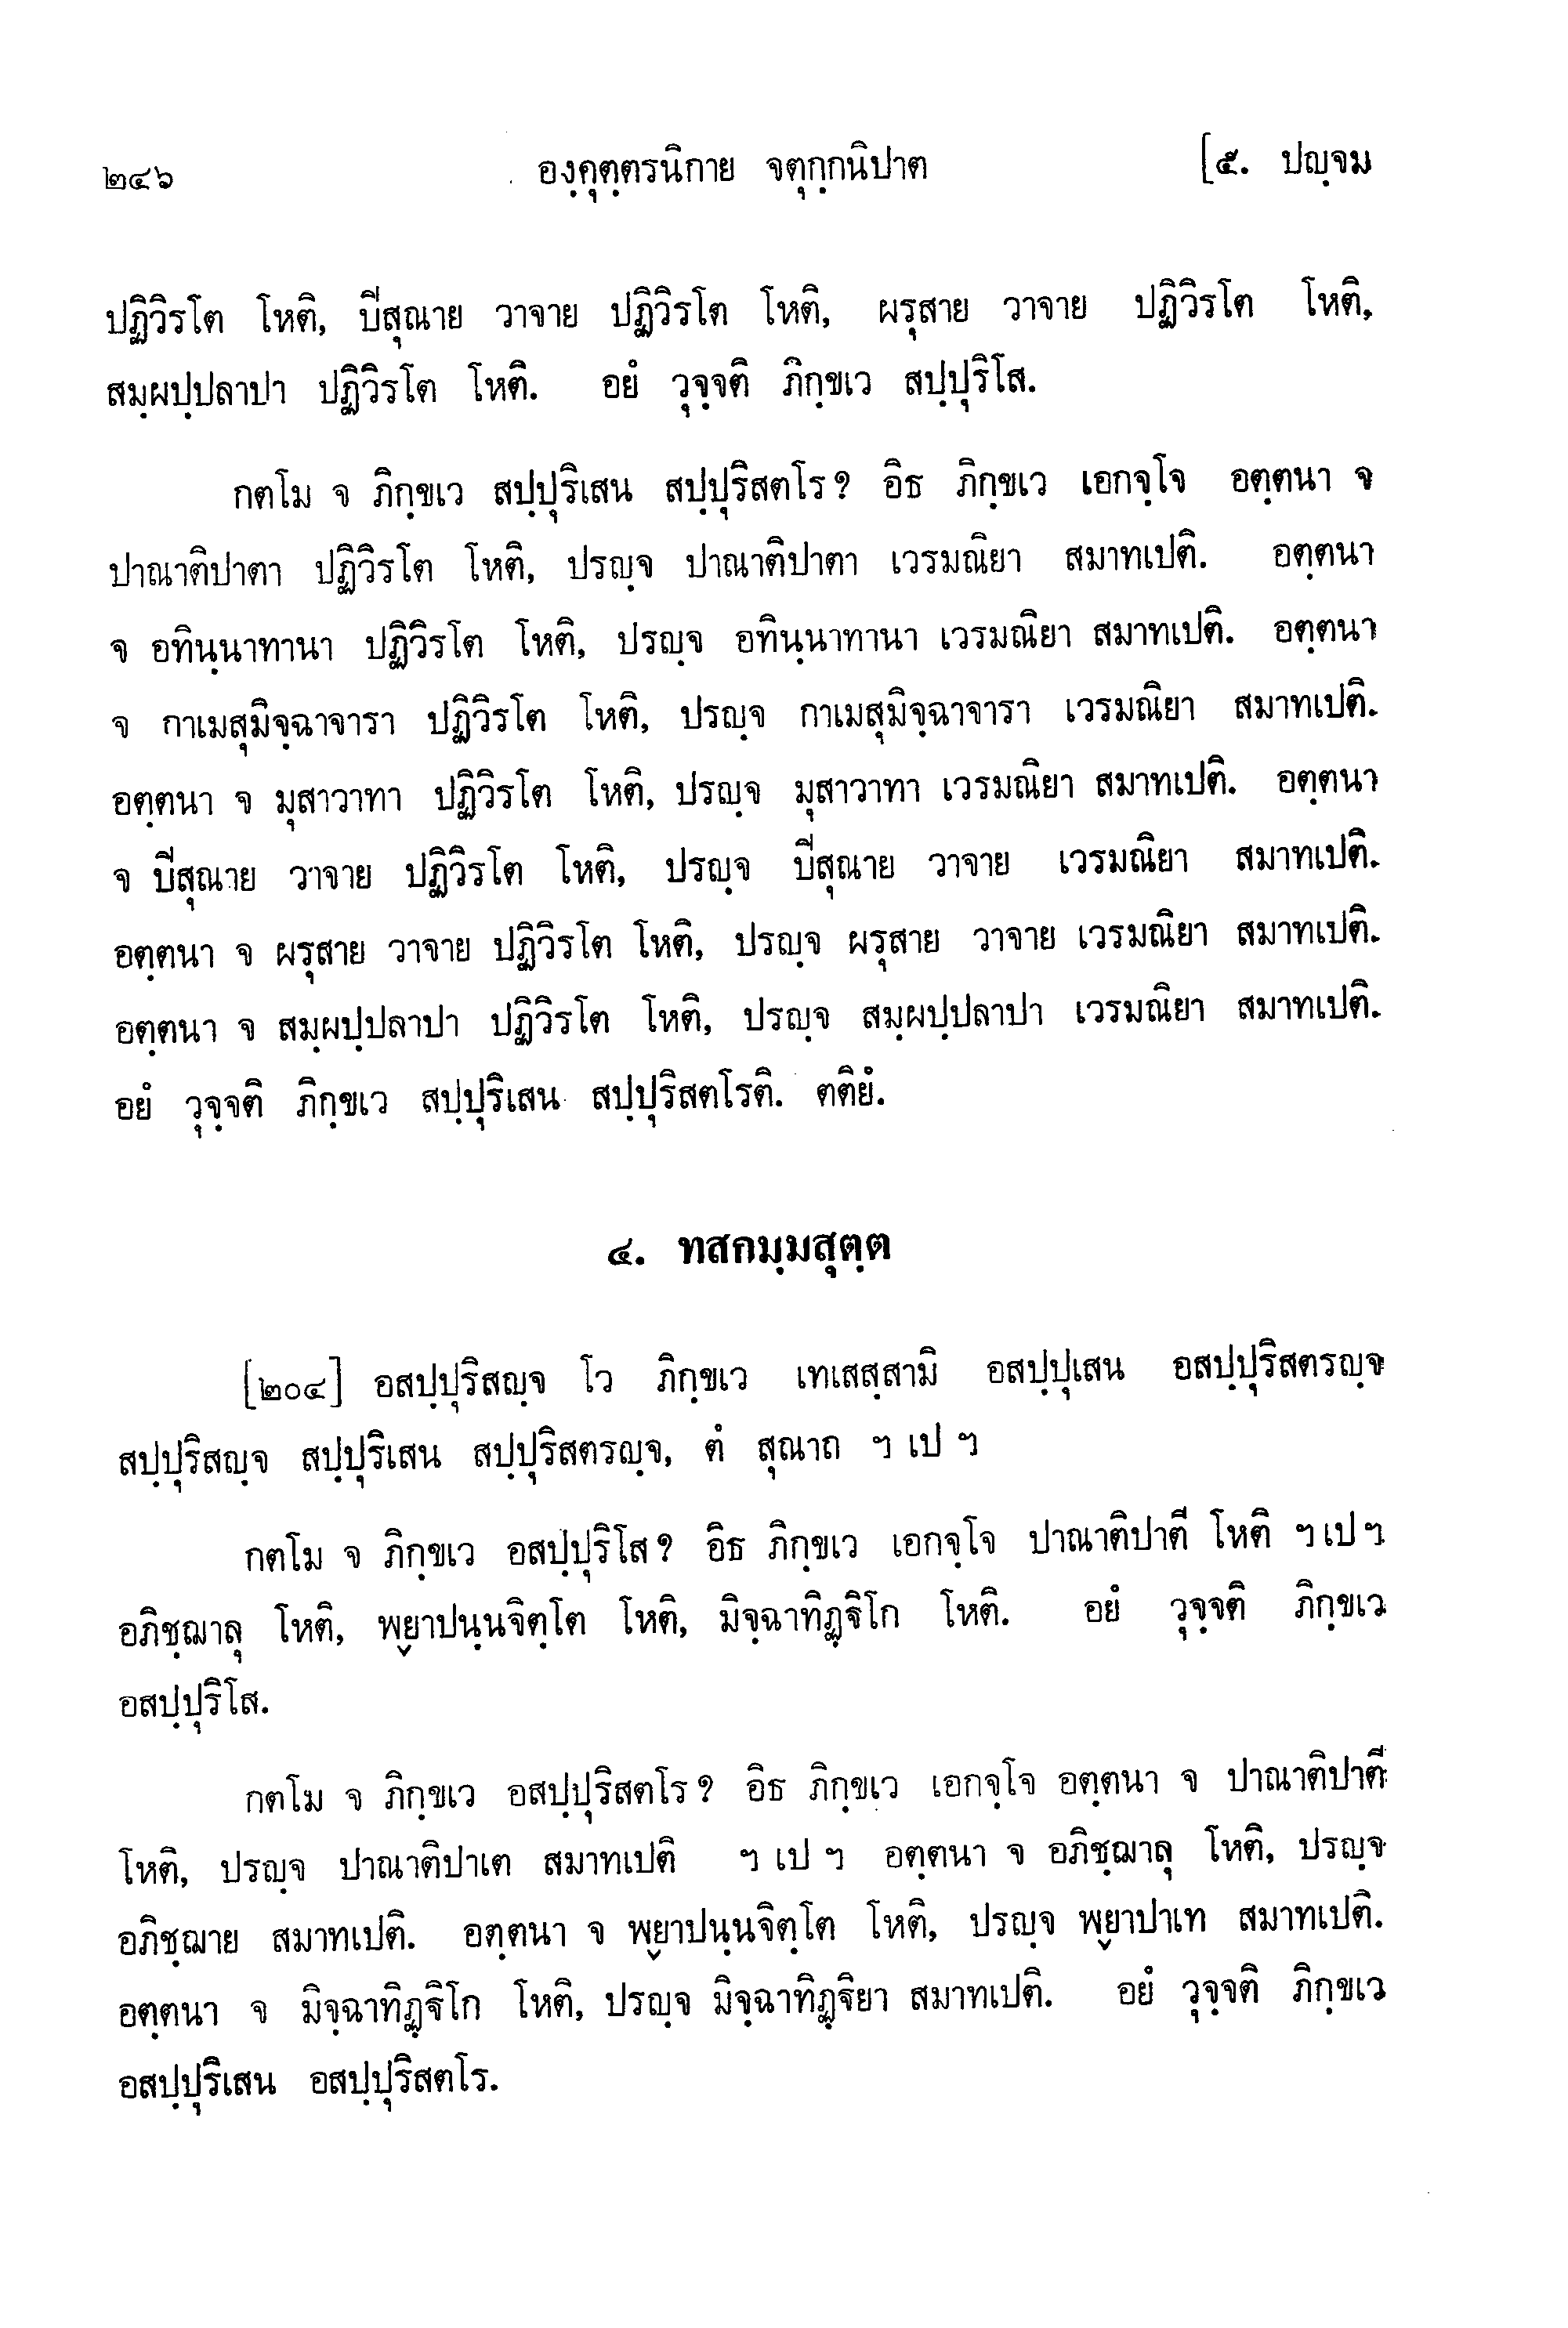 ๒๔๖ องฺคุตฺตรนิกาย จตุกฺกนิปาต [๕. ปญฺจม
ปฏิวิรโต โหติ, ปีสุณาย วาจาย ปฏิวิรโต โหติ, ผรุสาย วาจาย ปฏิวิรโต โหติ,
สมฺผปฺปลาปา ปฏิวิรโต โหติ. อยํ วุจฺจติ ภิกฺขเว สปฺปุริโส.
กตโม จ ภิกฺขเว สปฺปุริเสน สปฺปุริสตโร? อิธ ภิกฺขเว เอกจฺโจ อตฺตนา จ
ปาณาติปาตา ปฏิวิรโต โหติ, ปรญฺจ ปาณาติปาตา เวรมณิยา สมาทเปติ. อตฺตนา
จ อทินฺนาทานา ปฏิวิรโต โหติ, ปรญฺจ อทินฺนาทานา เวรมณิยา สมาทเปติ. อตฺตนา
จ กาเมสุมิจฺฉาจารา ปฏิวิรโต โหติ, ปรญฺจ กาเมสุมิจฺฉาจารา เวรมณิยา สมาทเปติ.
อตฺตนา จ มุสาวาทา ปฏิวิรโต โหติ, ปรญฺจ มุสาวาทา เวรมณิยา สมาทเปติ. อตฺตนา
จ ปีสุณาย วาจาย ปฏิวิรโต โหติ, ปรญฺจ ปีสุณาย วาจาย เวรมณิยา สมาทเปติ.
อตฺตนา จ ผรุสาย วาจาย ปฏิวิรโต โหติ, ปรญฺจ ผรุสาย วาจาย เวรมณิยา สมาทเปติ.
อตฺตนา จ สมฺผปฺปลาปา ปฏิวิรโต โหติ, ปรญฺจ สมฺผปฺปลาปา เวรมณิยา สมาทเปติ.
อยํ วุจฺจติ ภิกฺขเว สปฺปุริเสน สปฺปุริสตโรติ. ตติยํ.
๔. ทสกมฺมสุตฺต
[๒๐๔] อสปฺปุริสญฺจ โว ภิกฺขเว เทเสสฺสามิ อสปฺปุเสน อสปฺปุริสตรญฺจ
สปฺปุริสญฺจ สปฺปุริเสน สปฺปุริสตรญฺจ, ตํ สุณาถ ฯ เป ฯ
กตโม จ ภิกฺขเว อสปฺปุริโส? อิธ ภิกฺขเว เอกจฺโจ ปาณาติปาตี โหติ ฯ เป ฯ
อภิชฺฌาลุ โหติ, พฺยาปนฺนจิตฺโต โหติ, มิจฺฉาทิฏฺฐิโก โหติ. อยํ วุจฺจติ ภิกฺขเว
อสปฺปุริโส.
กตโม จ ภิกฺขเว อสปฺปุริสตโร? อิธ ภิกฺขเว เอกจฺโจ อตฺตนา จ ปาณาติปาตี
โหติ, ปรญฺจ ปาณาติปาเต สมาทเปติ ฯ เป ฯ อตฺตนา จ อภิชฺฌาลุ โหติ, ปรญฺจ
อภิชฺฌาย สมาทเปติ. อตฺตนา จ พฺยาปนฺนจิตฺโต โหติ, ปรญฺจ พฺยาปาเท สมาทเปติ.
อตฺตนา จ มิจฺฉาทิฏฺฐิโก โหติ, ปรญฺจ มิจฺฉาทิฏฺฐิยา สมาทเปติ. อยํ วุจฺจติ ภิกฺขเว
อสปฺปุริเสน อสปฺปุริสตโร.